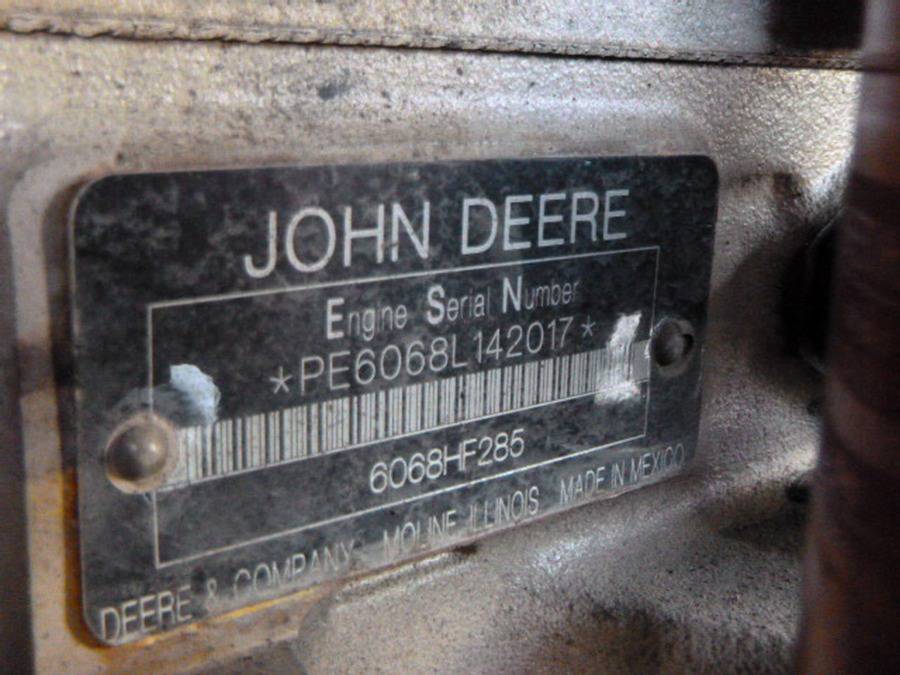 JOHN DEERE
Engine Serial Number
*PE6068L142017*
6068HF285
DEERE & COMPANY MOLINE ILLINOIS MADE IN MEXICO